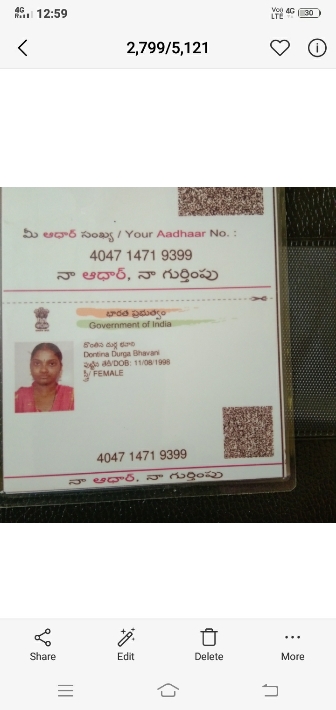 4G 12:59 Vo) 4G LTE 30
2,799/5,121
మీ ఆధార్ సంఖ్య / Your Aadhaar No. :
4047 1471 9399
నా ఆధార్, నా గుర్తింపు
భారత ప్రభుత్వం
Government of India
దొంతిన దుర్గ భవాని
Dontina Durga Bhavani
పుట్టిన తేదీ/DOB: 11/08/1998
స్త్రీ/ FEMALE
4047 1471 9399
నా ఆధార్, నా గుర్తింపు
Share Edit Delete More